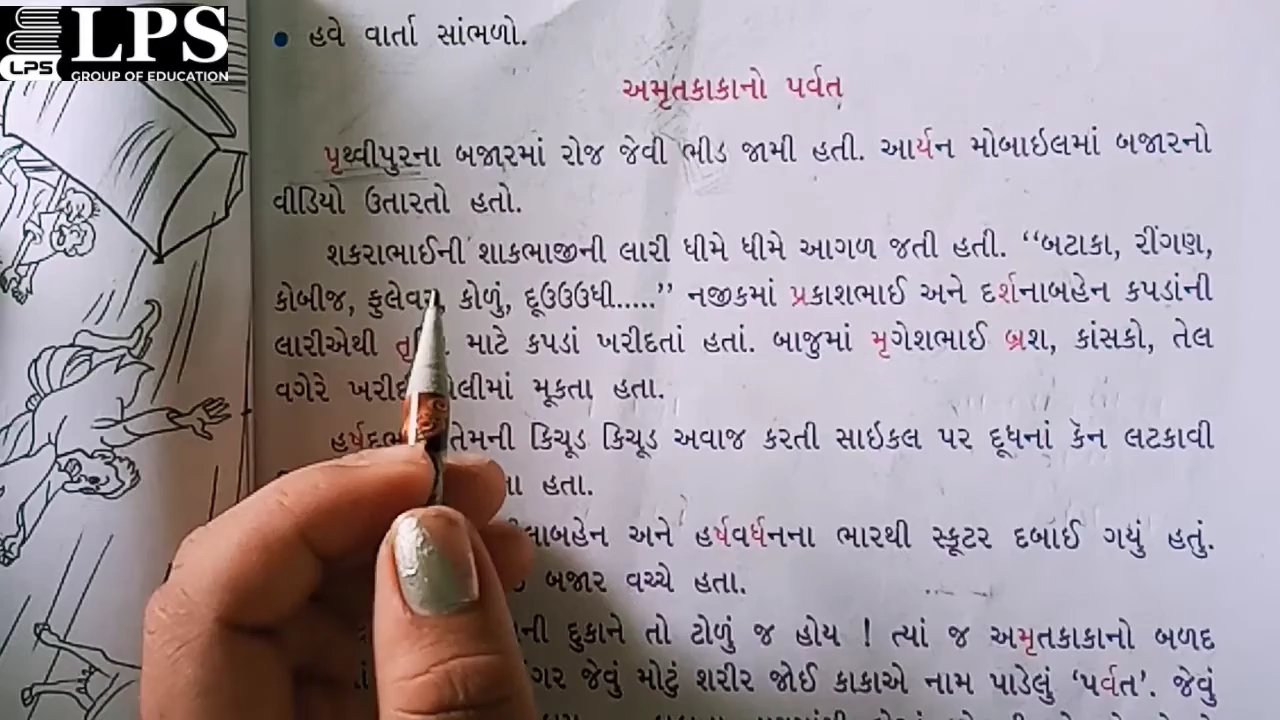 LPS
LPS
GROUP OF EDUCATION
• હવે વાર્તા સાંભળો.
અમૃતકાકાનો પર્વત
પૃથ્વીપુરના બજારમાં રોજ જેવી ભીડ જામી હતી. આર્યન મોબાઇલમાં બજારનો
વીડિયો ઉતારતો હતો.
શકરાભાઈની શાકભાજીની લારી ધીમે ધીમે આગળ જતી હતી. “બટાકા, રીંગણ,
કોબીજ, ફુલેવર, કોળું, દૂઉઉઉધી.....” નજીકમાં પ્રકાશભાઈ અને દર્શનાબહેન કપડાંની
લારીએથી માટે કપડાં ખરીદતાં હતાં. બાજુમાં મૃગેશભાઈ બ્રશ, કાંસકો, તેલ
વગેરે મૂકતા હતા.
તેમની કિચૂડ કિચૂડ અવાજ કરતી સાઇકલ પર દૂધનાં કૅન લટકાવી
હતા.
અને હર્ષવર્ધનના ભારથી સ્કૂટર દબાઈ ગયું હતું.
બજાર વચ્ચે હતા.
દુકાને તો ટોળું જ હોય ! ત્યાં જ અમૃતકાકાનો બળદ
જેવું મોટું શરીર જોઈ કાકાએ નામ પાડેલું ‘પર્વત’. જેવું